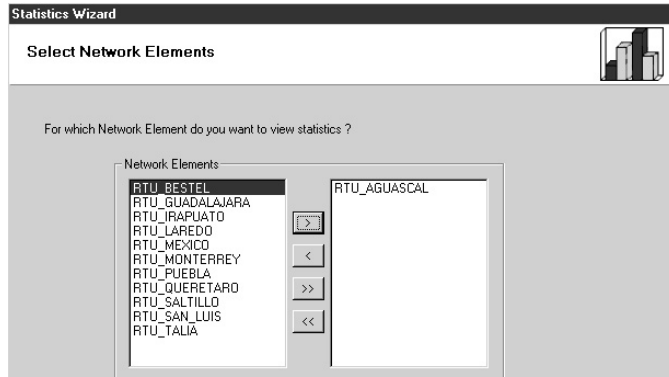 Statistics Wizard
Select Network Elements
For which Network Element do you want to view statistics ?
Network Elements
RTU_BESTEL
RTU_GUADALAJARA
RTU_IRAPUATO
RTU_LAREDO
RTU_MEXICO
RTU_MONTERREY
RTU_PUEBLA
RTU_QUERETARO
RTU_SALTILLO
RTU_SAN_LUIS
RTU_TALIA
>
<
>>
<<
RTU_AGUASCAL